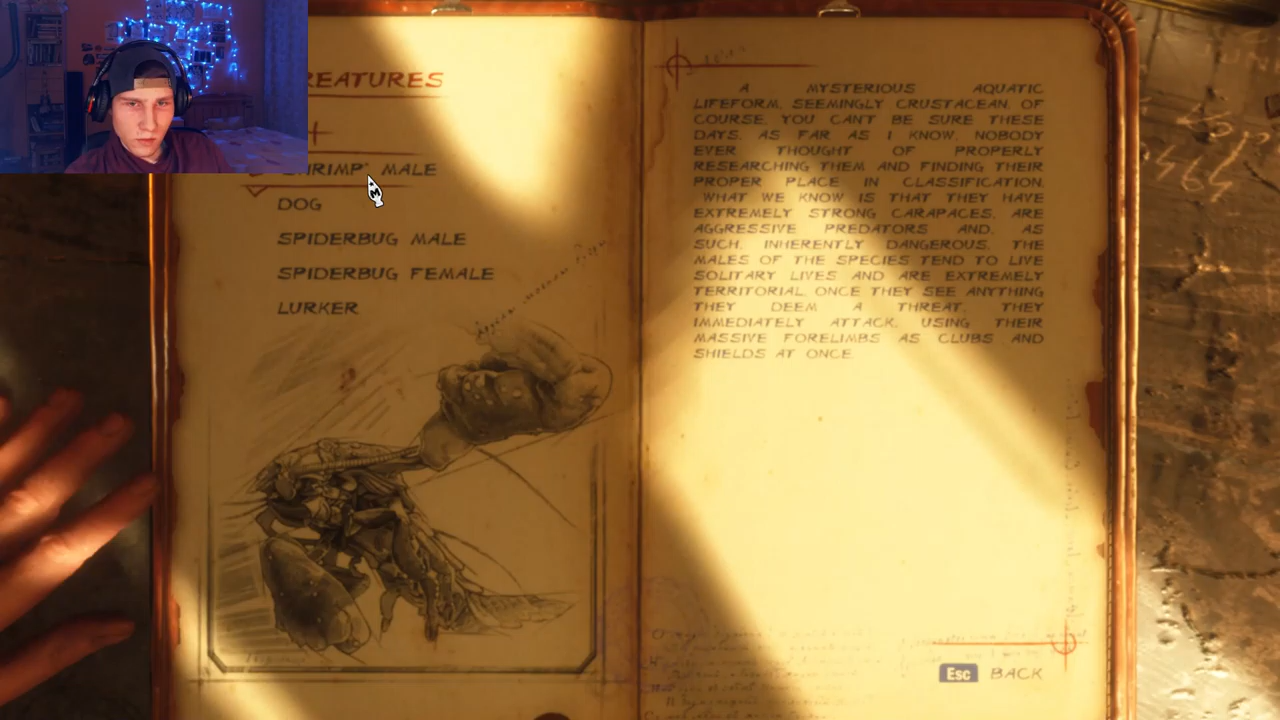 REATURES
SHRIMP" MALE
DOG
SPIDERBUG MALE
SPIDERBUG FEMALE
LURKER
A MYSTERIOUS AQUATIC
LIFEFORM, SEEMINGLY CRUSTACEAN. OF
COURSE, YOU CAN'T BE SURE THESE
DAYS. AS FAR AS I KNOW, NOBODY
EVER THOUGHT OF PROPERLY
RESEARCHING THEM AND FINDING THEIR
PROPER PLACE IN CLASSIFICATION.
WHAT WE KNOW IS THAT THEY HAVE
EXTREMELY STRONG CARAPACES, ARE
AGGRESSIVE PREDATORS AND, AS
SUCH, INHERENTLY DANGEROUS. THE
MALES OF THE SPECIES TEND TO LIVE
SOLITARY LIVES AND ARE EXTREMELY
TERRITORIAL. ONCE THEY SEE ANYTHING
THEY DEEM A THREAT, THEY
IMMEDIATELY ATTACK, USING THEIR
MASSIVE FORELIMBS AS CLUBS AND
SHIELDS AT ONCE.
Esc BACK